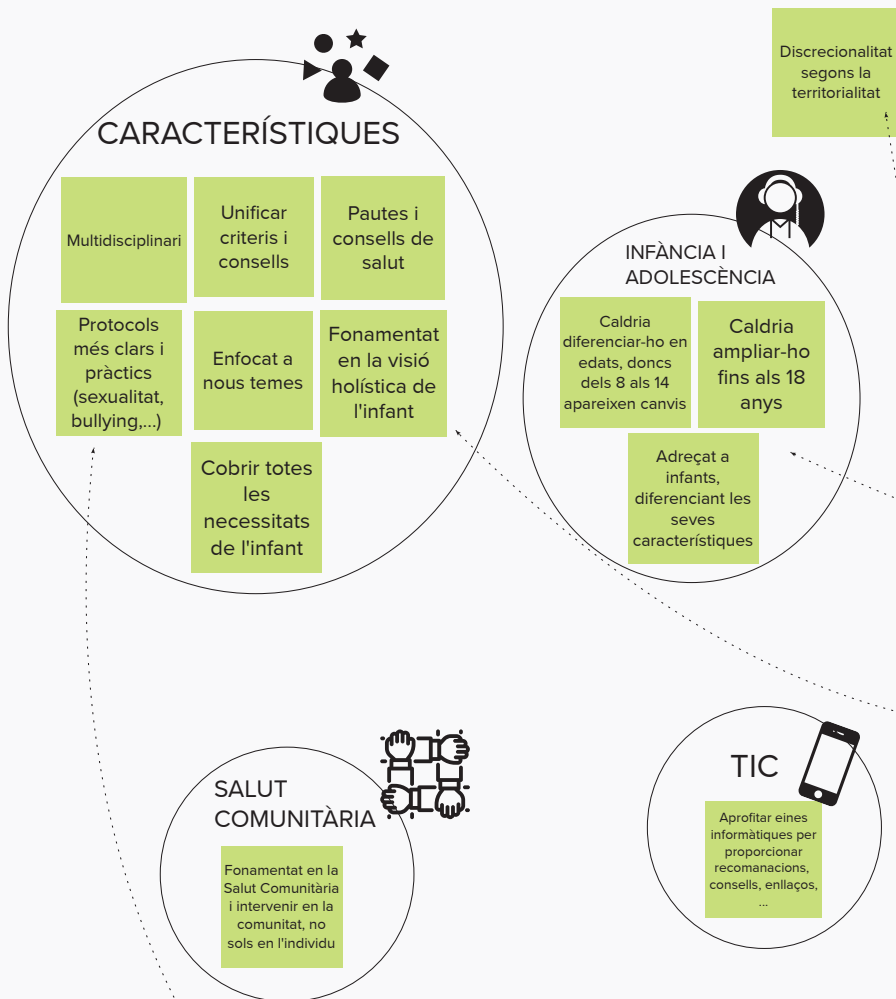 CARACTERÍSTIQUES
Multidisciplinari
Unificar
criteris i
consells
Pautes i
consells de
salut
Protocols
més clars i
pràctics
(sexualitat,
bullying,...)
Enfocat a
nous temes
Fonamentat
en la visió
holística de
l'infant
Cobrir totes
les
necessitats
de l'infant
Discrecionalitat
segons la
territorialitat
INFÀNCIA I
ADOLESCÈNCIA
Caldria
diferenciar-ho en
edats, doncs
dels 8 als 14
apareixen canvis
Caldria
ampliar-ho
fins als 18
anys
Adreçat a
infants,
diferenciant les
seves
característiques
SALUT
COMUNITÀRIA
Fonamentat en la
Salut Comunitària
i intervenir en la
comunitat, no
sols en l'individu
TIC
Aprofitar eines
informàtiques per
proporcionar
recomanacions,
consells, enllaços,
...